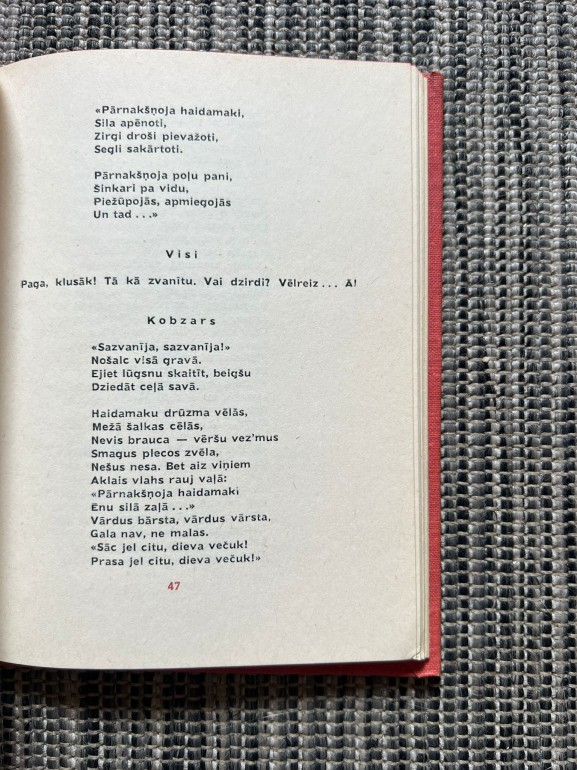 «Pārnakšņoja haidamaki,
Sila apēnoti,
Zirgi droši pievažoti,
Segli sakārtoti.
Pārnakšņoja poļu pani,
Šinkari pa vidu,
Piežūpojās, apmiegojās
Un tad ...»
Visi
Paga, klusāk! Tā kā zvanītu. Vai dzirdi? Vēlreiz... Ā!
Kobzars
«Sazvanīja, sazvanīja!»
Nošalc visā gravā.
Ejiet lūgsnu skaitīt, beigšu
Dziedāt ceļā savā.
Haidamaku drūzma vēlās,
Mežā šalkas cēlās,
Nevis brauca — vēršu vez'mus
Smagus plecos zvēla,
Nešus nesa. Bet aiz viņiem
Aklais vlahs rauj vaļā:
«Pārnakšņoja haidamaki
Enu silā zaļā ...»
Vārdus bārsta, vārdus vārsta,
Gala nav, ne malas.
«Sāc jel citu, dieva večuk!
Prasa jel citu, dieva večuk!»
47